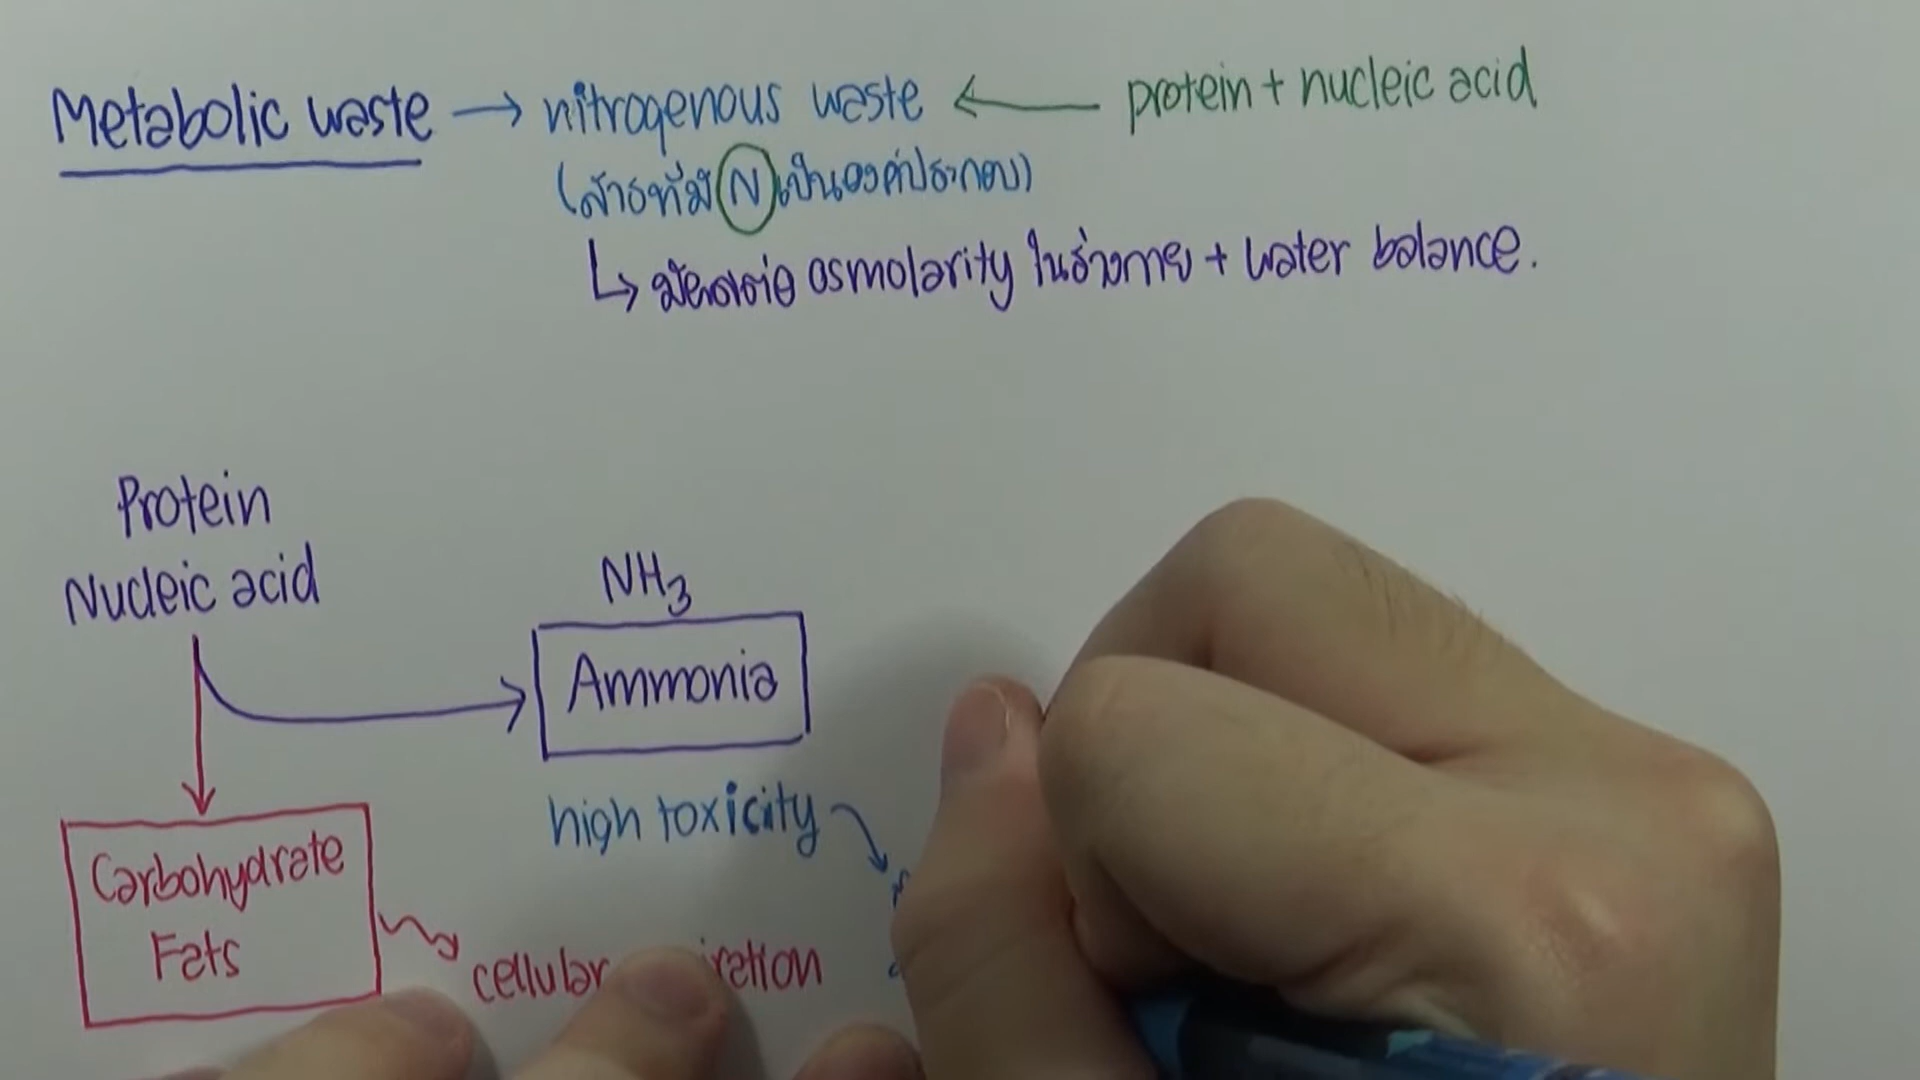 Metabolic waste → nitrogenous waste ← protein + nucleic acid
(สารที่มี N เป็นองค์ประกอบ)
↳ มีผลต่อ osmolarity ในร่างกาย + water balance.
Protein
Nucleic acid
NH3
Ammonia
high toxicity
Carbohydrate
Fats
cellular